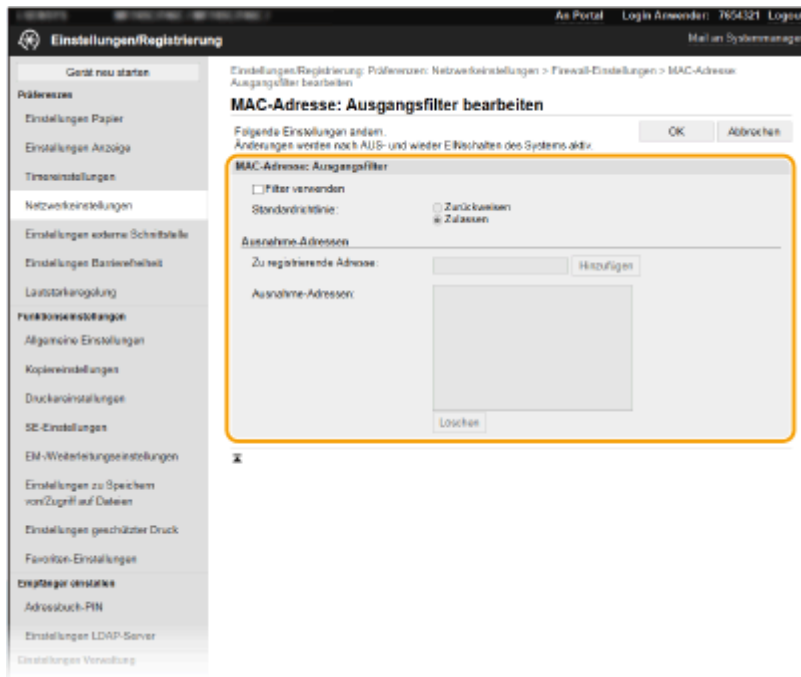 An Portal Login Anwender: 7654321 Logou
Einstellungen/Registrierung
Mail an Systemmanage
Gerät neu starten
Präferenzen
Einstellungen Papier
Einstellungen Anzeige
Timereinstellungen
Netzwerkeinstellungen
Einstellungen externe Schnittstelle
Einstellungen Barrierefreiheit
Lautstärkeregelung
Funktionseinstellungen
Allgemeine Einstellungen
Kopiereinstellungen
Druckereinstellungen
SE-Einstellungen
EM-/Weiterleitungseinstellungen
Einstellungen zu Speichern
von/Zugriff auf Dateien
Einstellungen geschützter Druck
Favoriten-Einstellungen
Empfänger einstellen
Adressbuch-PIN
Einstellungen LDAP-Server
Einstellungen Verwaltung
Einstellungen/Registrierung: Präferenzen: Netzwerkeinstellungen > Firewall-Einstellungen > MAC-Adresse:
Ausgangsfilter bearbeiten
MAC-Adresse: Ausgangsfilter bearbeiten
Folgende Einstellungen ändern.
Änderungen werden nach AUS- und wieder EINschalten des Systems aktiv.
OK Abbrechen
MAC-Adresse: Ausgangsfilter
Filter verwenden
Standardrichtlinie: Zurückweisen
Zulassen
Ausnahme-Adressen
Zu registrierende Adresse: Hinzufügen
Ausnahme-Adressen:
Löschen